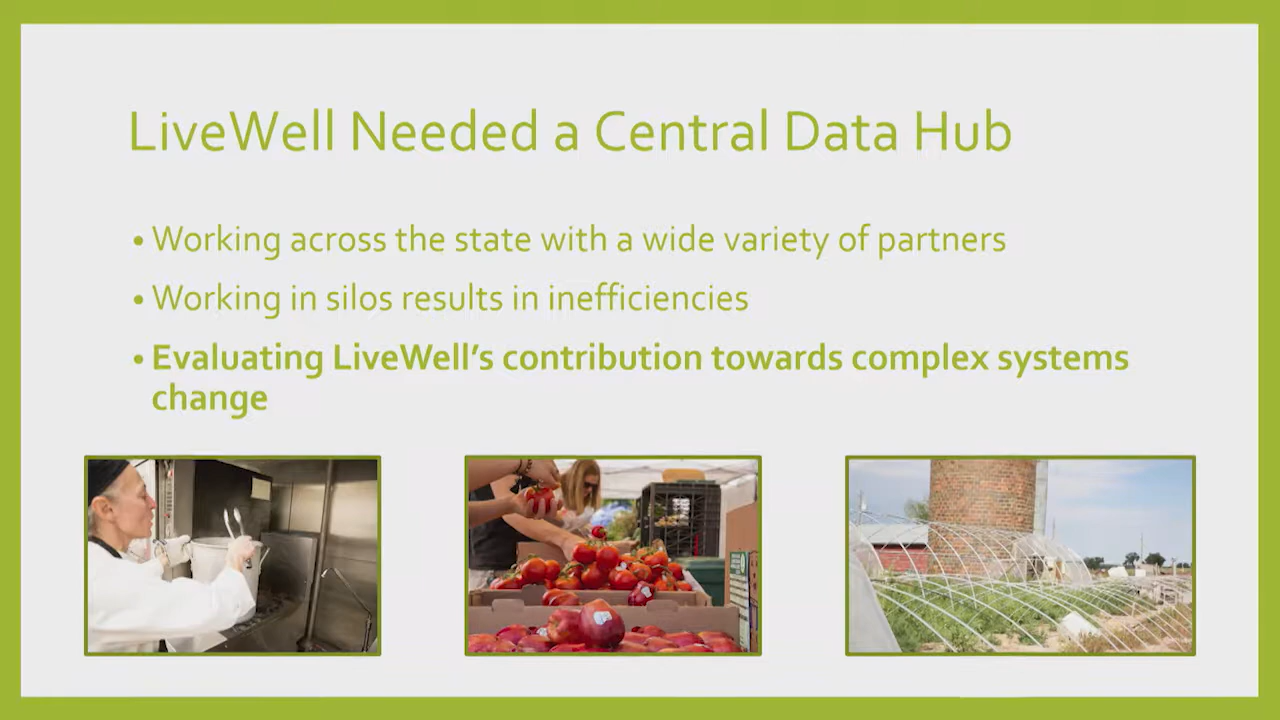 LiveWell Needed a Central Data Hub
• Working across the state with a wide variety of partners
• Working in silos results in inefficiencies
• Evaluating LiveWell’s contribution towards complex systems
change